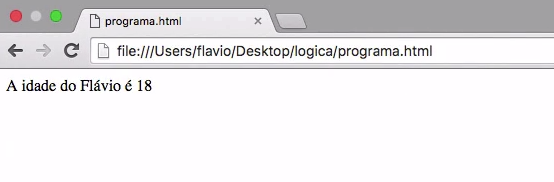 programa.html
file:///Users/flavio/Desktop/logica/programa.html
A idade do Flávio é 18